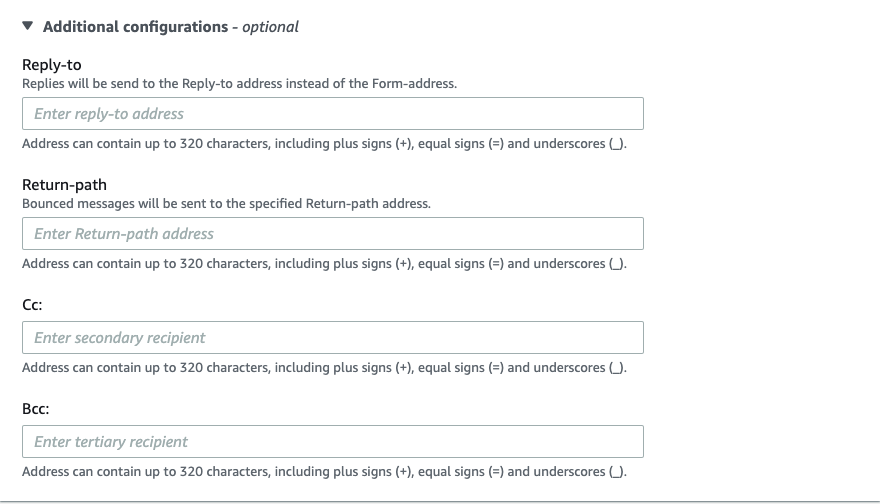 Additional configurations - optional
Reply-to
Replies will be send to the Reply-to address instead of the Form-address.
Enter reply-to address
Address can contain up to 320 characters, including plus signs (+), equal signs (=) and underscores (_).
Return-path
Bounced messages will be sent to the specified Return-path address.
Enter Return-path address
Address can contain up to 320 characters, including plus signs (+), equal signs (=) and underscores (_).
Cc:
Enter secondary recipient
Address can contain up to 320 characters, including plus signs (+), equal signs (=) and underscores (_).
Bcc:
Enter tertiary recipient
Address can contain up to 320 characters, including plus signs (+), equal signs (=) and underscores (_).